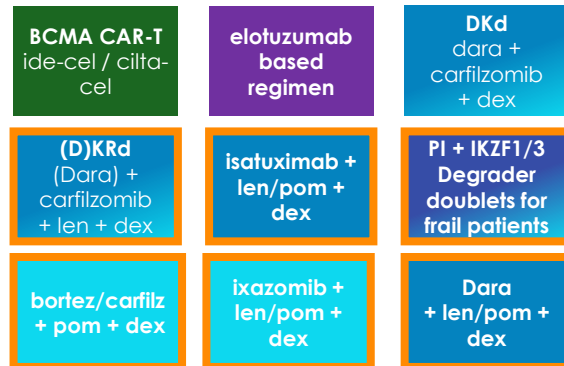 BCMA CAR-T
ide-cel / cilta-
cel
elotuzumab
based
regimen
DKd
dara +
carfilzomib
+ dex
(D)KRd
(Dara) +
carfilzomib
+ len + dex
isatuximab +
len/pom +
dex
PI + IKZF1/3
Degrader
doublets for
frail patients
bortez/carfilz
+ pom + dex
ixazomib +
len/pom +
dex
Dara
+ len/pom +
dex